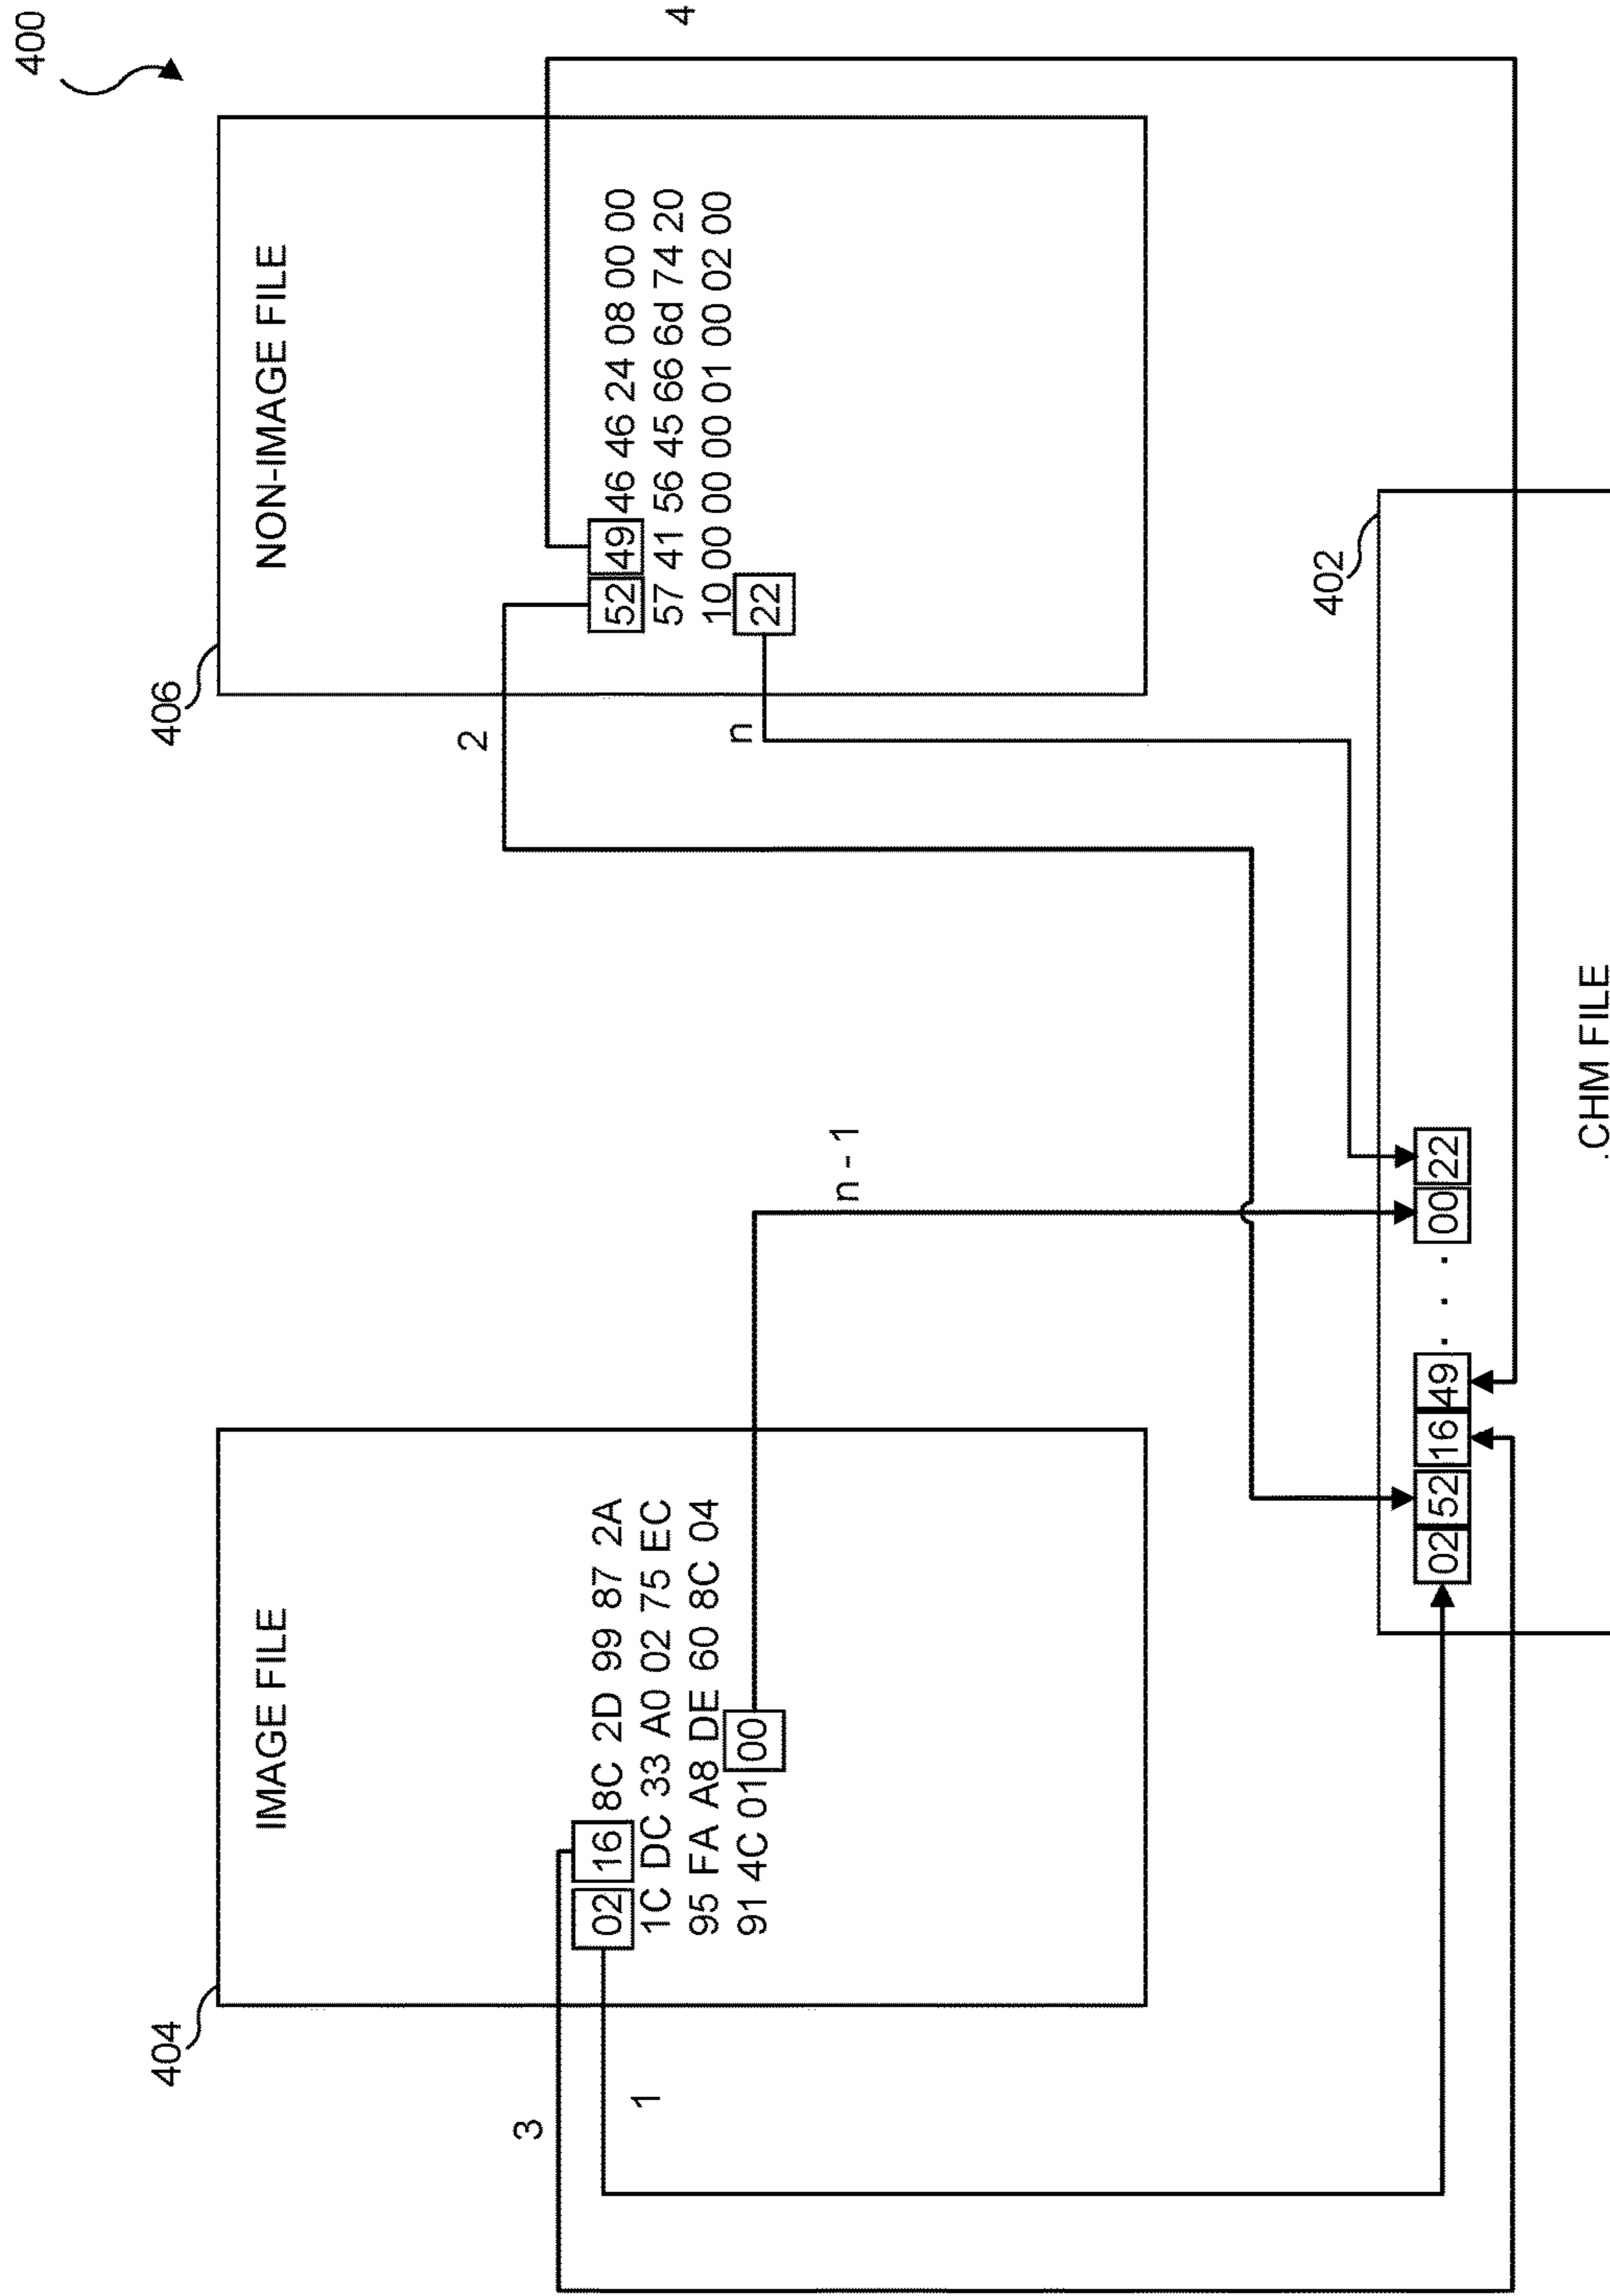 400
404
406
IMAGE FILE
NON-IMAGE FILE
3
2
4
02 16 8C 2D 99 87 2A
1C DC 33 A0 02 75 EC
95 FA A8 DE 60 8C 04
91 4C 01 00
52 49 46 46 24 08 00 00
57 41 56 45 66 6d 74 20
10 00 00 00 01 00 02 00
22
1
n
n - 1
402
02 52 16 49 . . . 00 22
.CHM FILE